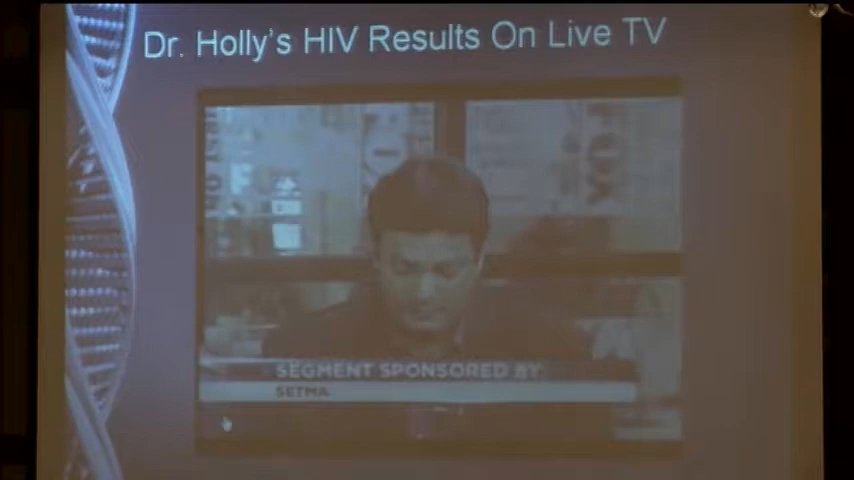 Dr. Holly's HIV Results On Live TV
SEGMENT SPONSORED BY:
SETMA